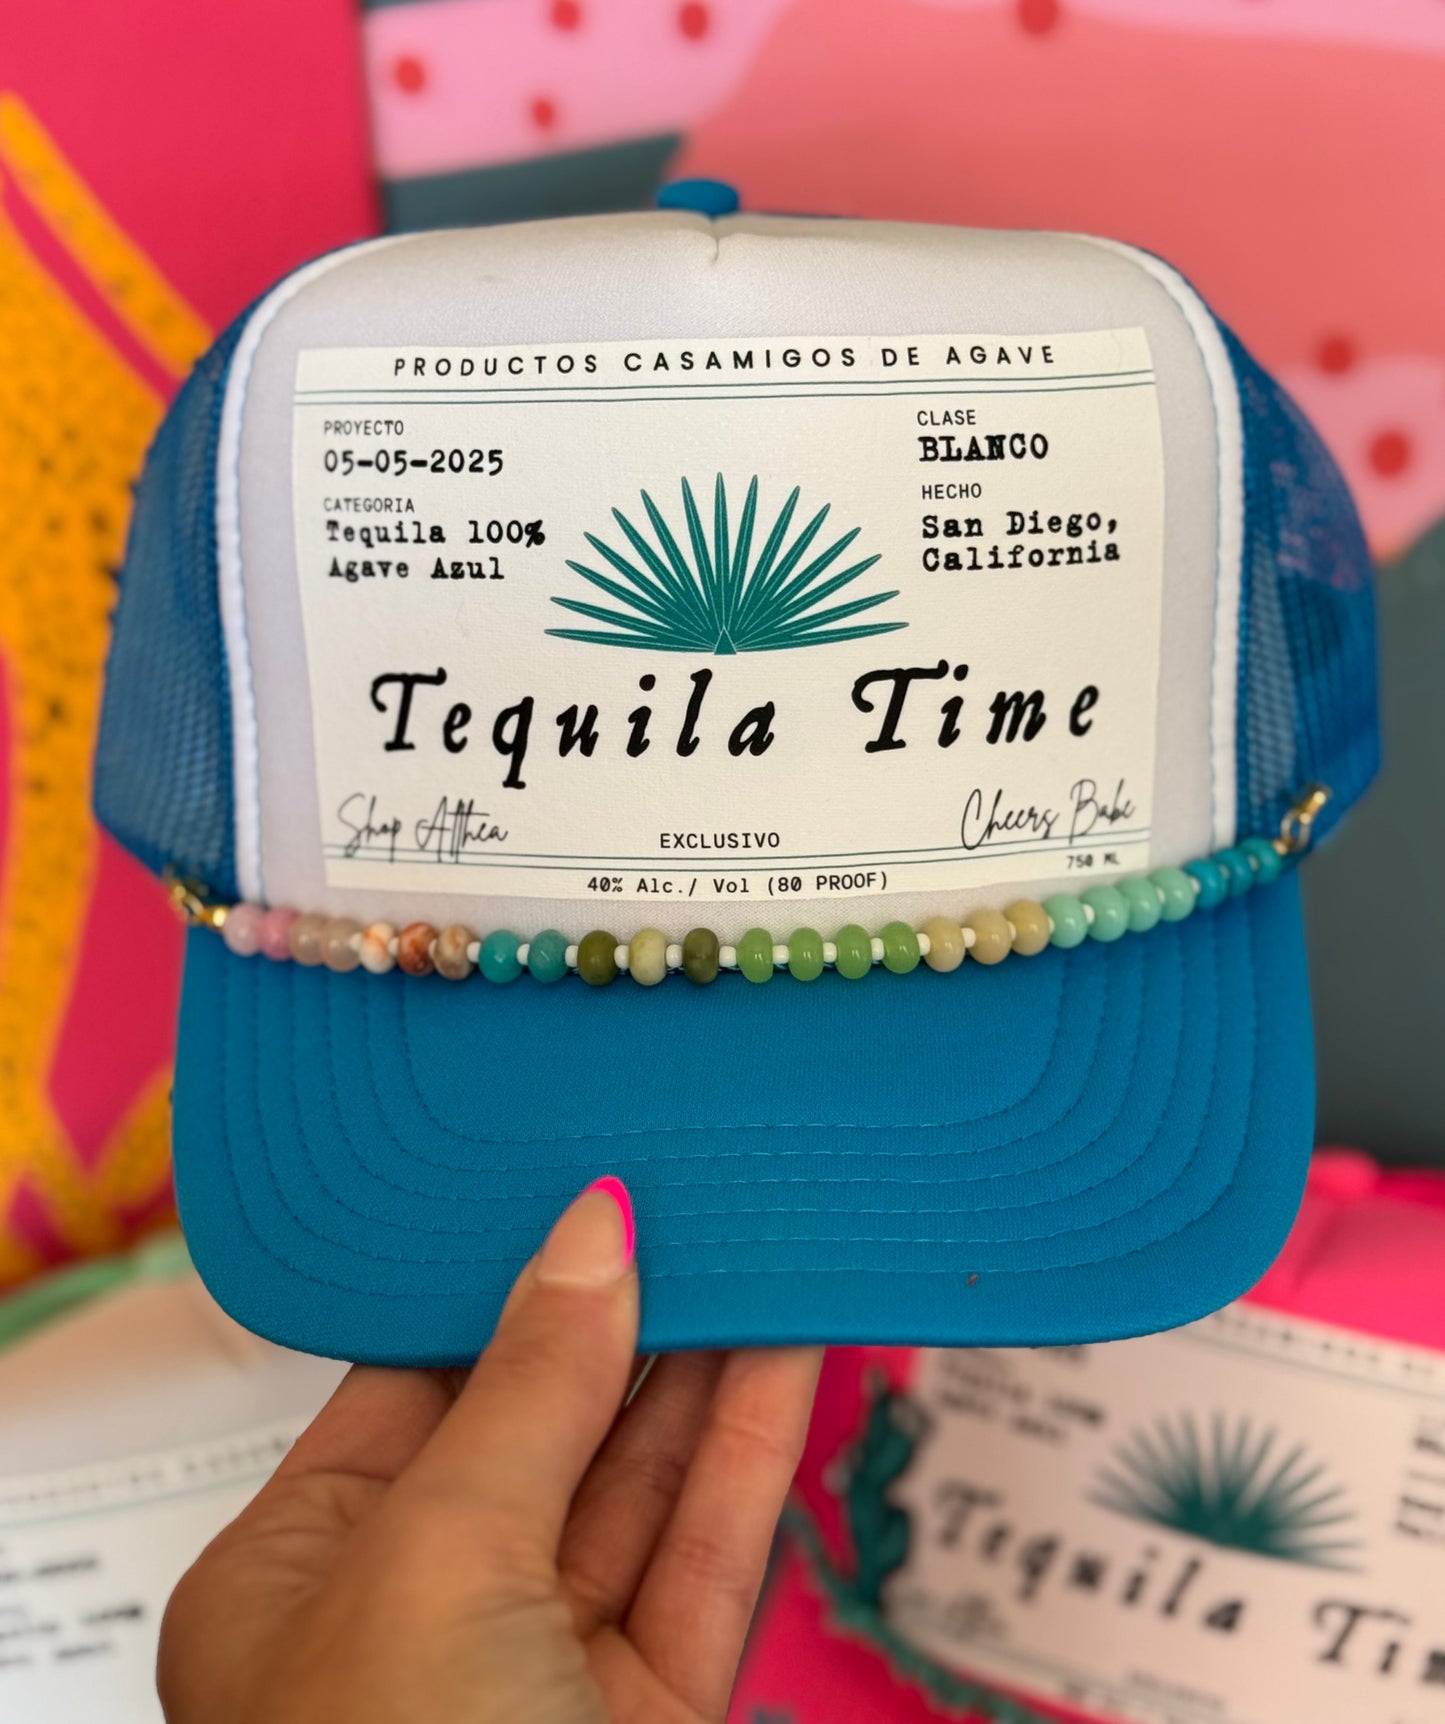 PRODUCTOS CASAMIGOS DE AGAVE
PROYECTO
05-05-2025
CATEGORIA
Tequila 100%
Agave Azul
CLASE
BLANCO
HECHO
San Diego,
California
Tequila Time
Shop Althea
EXCLUSIVO
Cheers Babe
750 ML
40% Alc./ Vol (80 PROOF)
Tequila Tim